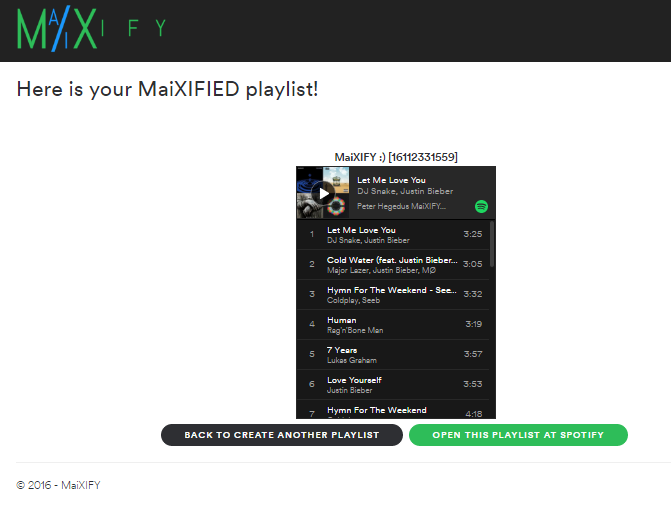 MAiXIFY
Here is your MaiXIFIED playlist!
MaiXIFY :) [16112331559]
Let Me Love You
DJ Snake, Justin Bieber
Peter Hegedus MaiXIFY...
1 Let Me Love You 3:25
DJ Snake, Justin Bieber
2 Cold Water (feat. Justin Bieber... 3:05
Major Lazer, Justin Bieber, MØ
3 Hymn For The Weekend - See... 3:32
Coldplay, Seeb
4 Human 3:19
Rag'n'Bone Man
5 7 Years 3:57
Lukas Graham
6 Love Yourself 3:53
Justin Bieber
7 Hymn For The Weekend 4:18
BACK TO CREATE ANOTHER PLAYLIST
OPEN THIS PLAYLIST AT SPOTIFY
© 2016 - MaiXIFY